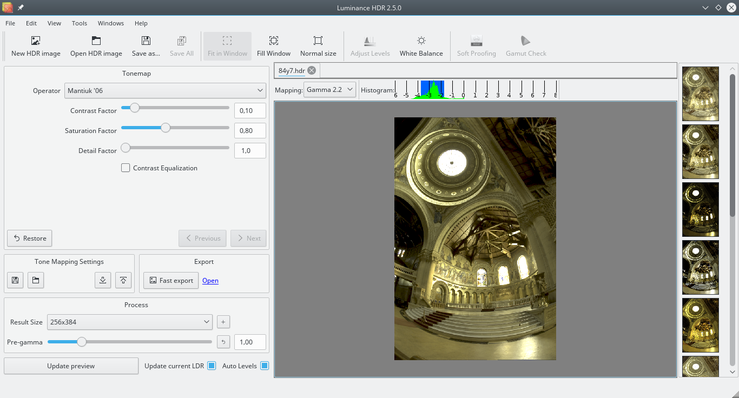 Luminance HDR 2.5.0
File Edit View Tools Windows Help
New HDR image Open HDR image Save as... Save All Fit in Window Fill Window Normal size Adjust Levels White Balance Soft Proofing Gamut Check
Tonemap
Operator Mantiuk '06
Contrast Factor 0,10
Saturation Factor 0,80
Detail Factor 1,0
Contrast Equalization
Restore Previous Next
Tone Mapping Settings
Export
Fast export Open
Process
Result Size 256x384 +
Pre-gamma 1,00
Update preview Update current LDR Auto Levels
84y7.hdr
Mapping: Gamma 2.2 Histogram:
-1 0 1 2 3 4 5 6 7 8